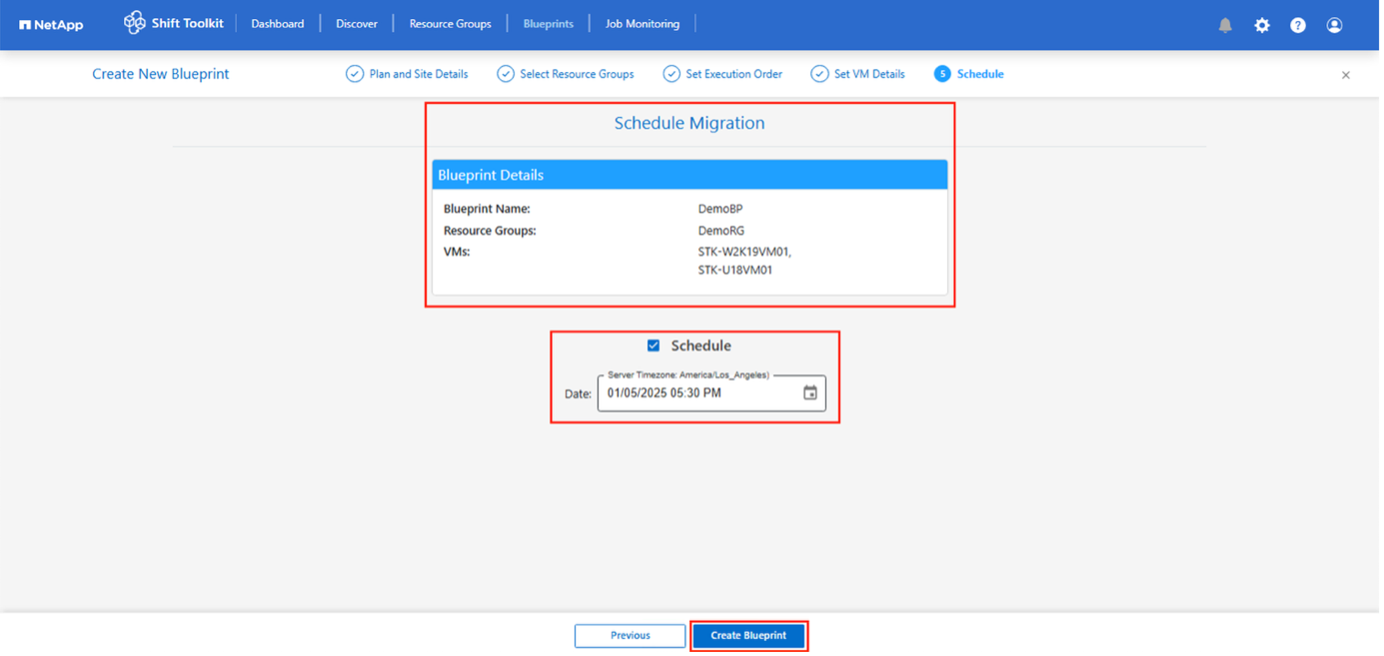 NetApp Shift Toolkit Dashboard Discover Resource Groups Blueprints Job Monitoring ?
Create New Blueprint Plan and Site Details Select Resource Groups Set Execution Order Set VM Details 5 Schedule ×
Schedule Migration
Blueprint Details
Blueprint Name: DemoBP
Resource Groups: DemoRG
VMs: STK-W2K19VM01,
STK-U18VM01
Schedule
Server Timezone: America/Los_Angeles)
Date: 01/05/2025 05:30 PM
Previous Create Blueprint